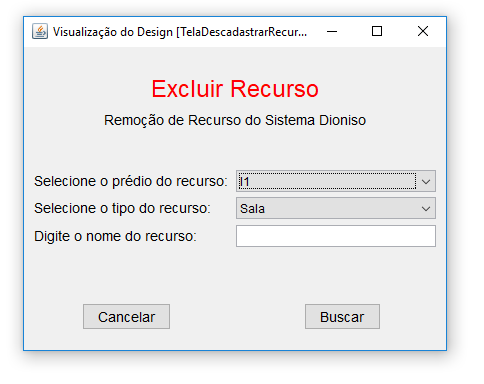 Visualização do Design [TelaDescadastrarRecur...
Excluir Recurso
Remoção de Recurso do Sistema Dioniso
Selecione o prédio do recurso: I1
Selecione o tipo do recurso: Sala
Digite o nome do recurso:
Cancelar Buscar